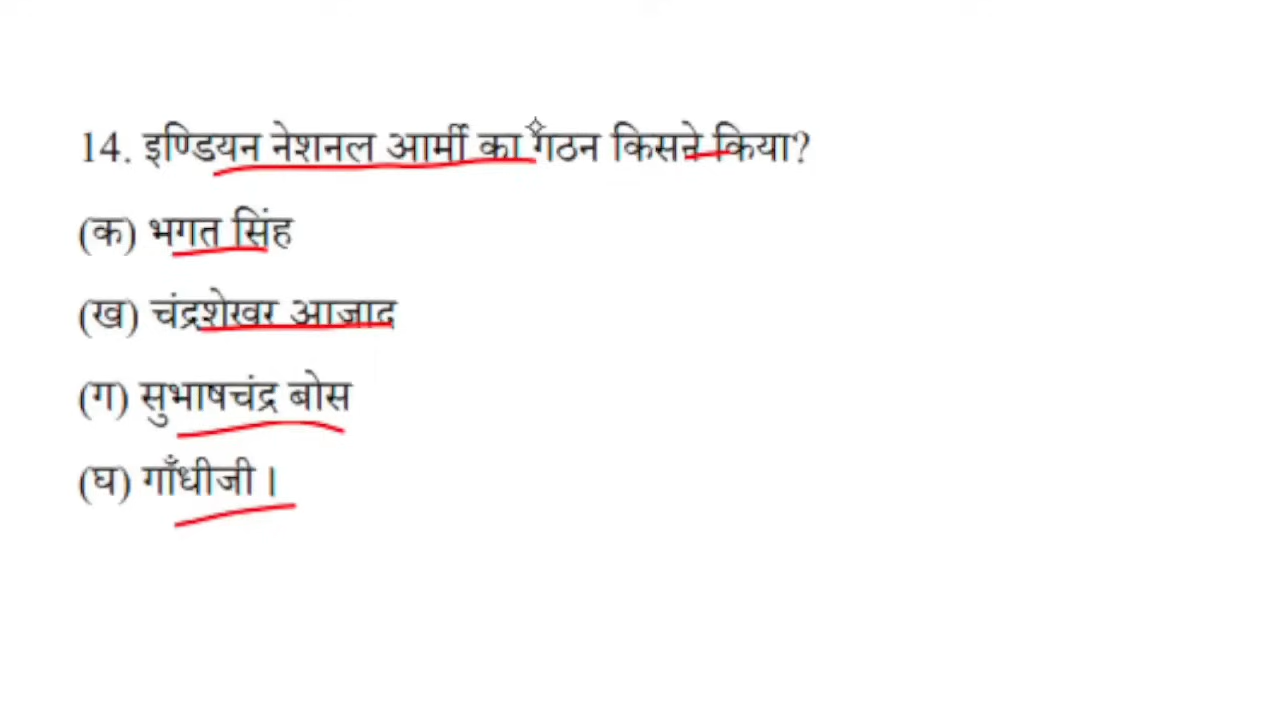 14. इण्डियन नेशनल आर्मी का गठन किसने किया?
(क) भगत सिंह
(ख) चंद्रशेखर आजाद
(ग) सुभाषचंद्र बोस
(घ) गाँधीजी।